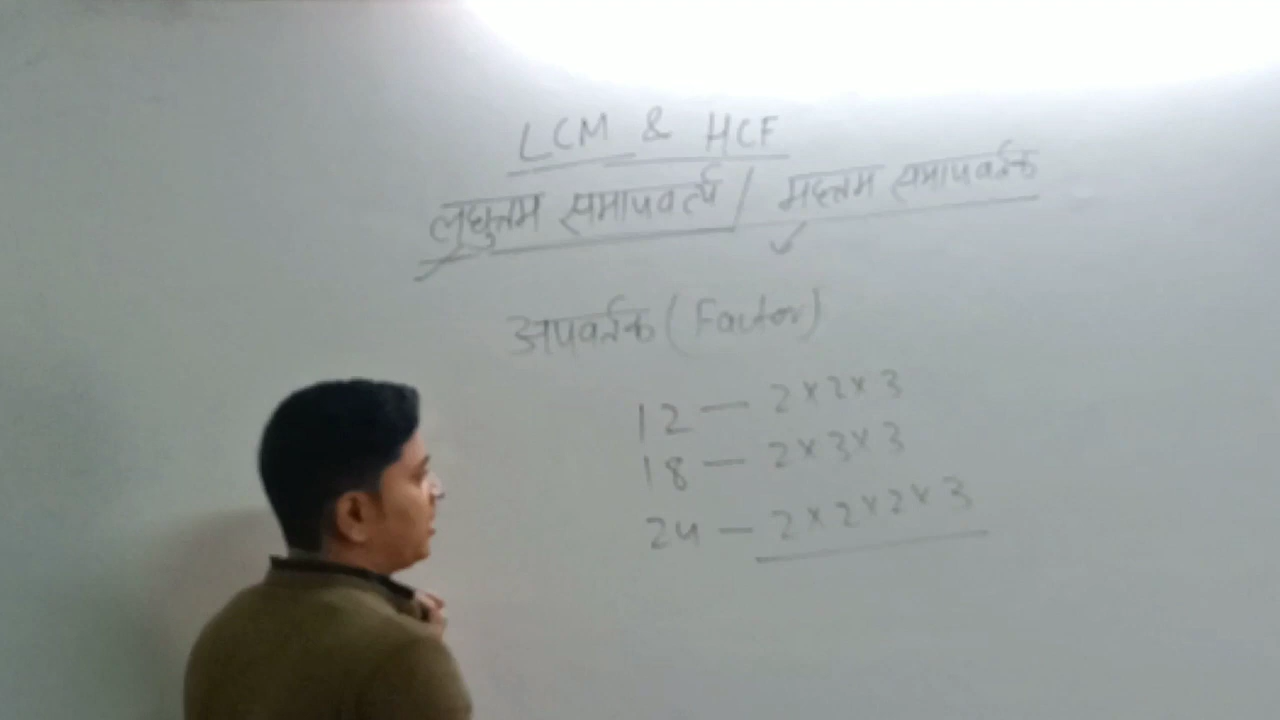 LCM & HCF
लघुत्तम समापवर्त्य / महत्तम समापवर्तक
अपवर्तक (Factor)
12 — 2×2×3
18 — 2×3×3
24 — 2×2×2×3